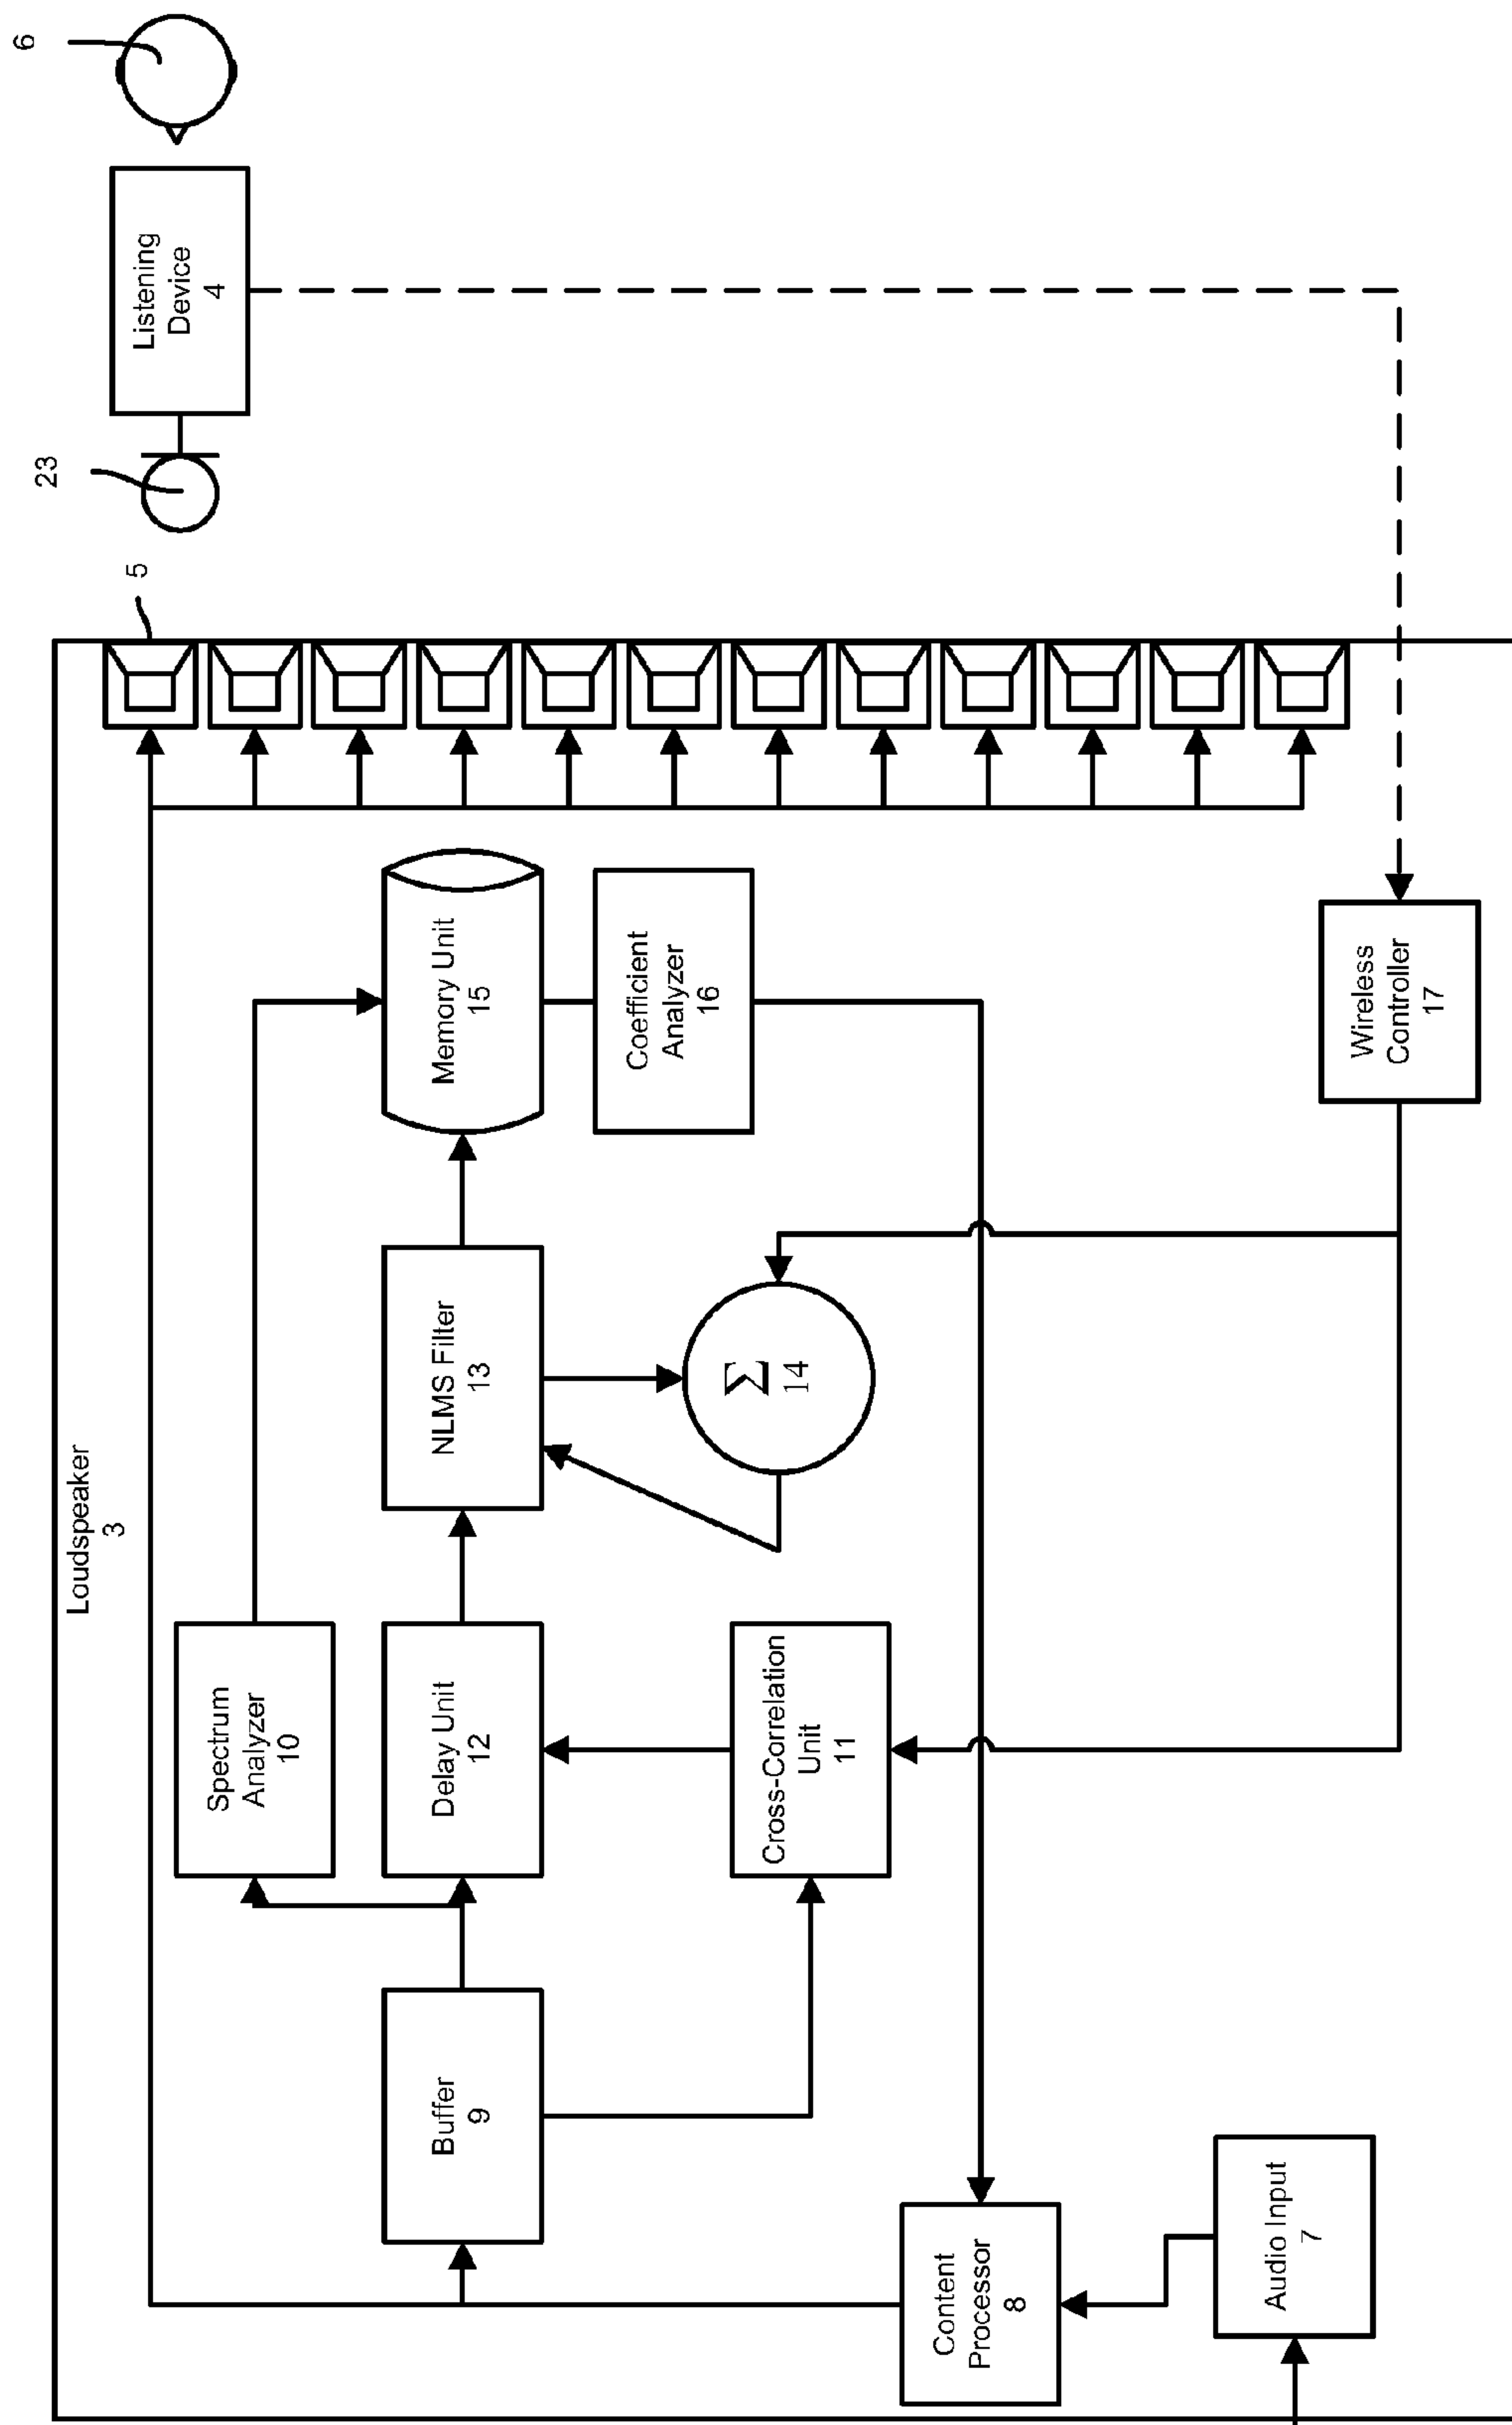 Loudspeaker
3
Audio Input
7
Content
Processor
8
Buffer
9
Spectrum
Analyzer
10
Delay Unit
12
Cross-Correlation
Unit
11
NLMS Filter
13
Σ
14
Memory Unit
15
Coefficient
Analyzer
16
Wireless
Controller
17
5
23
Listening
Device
4
6